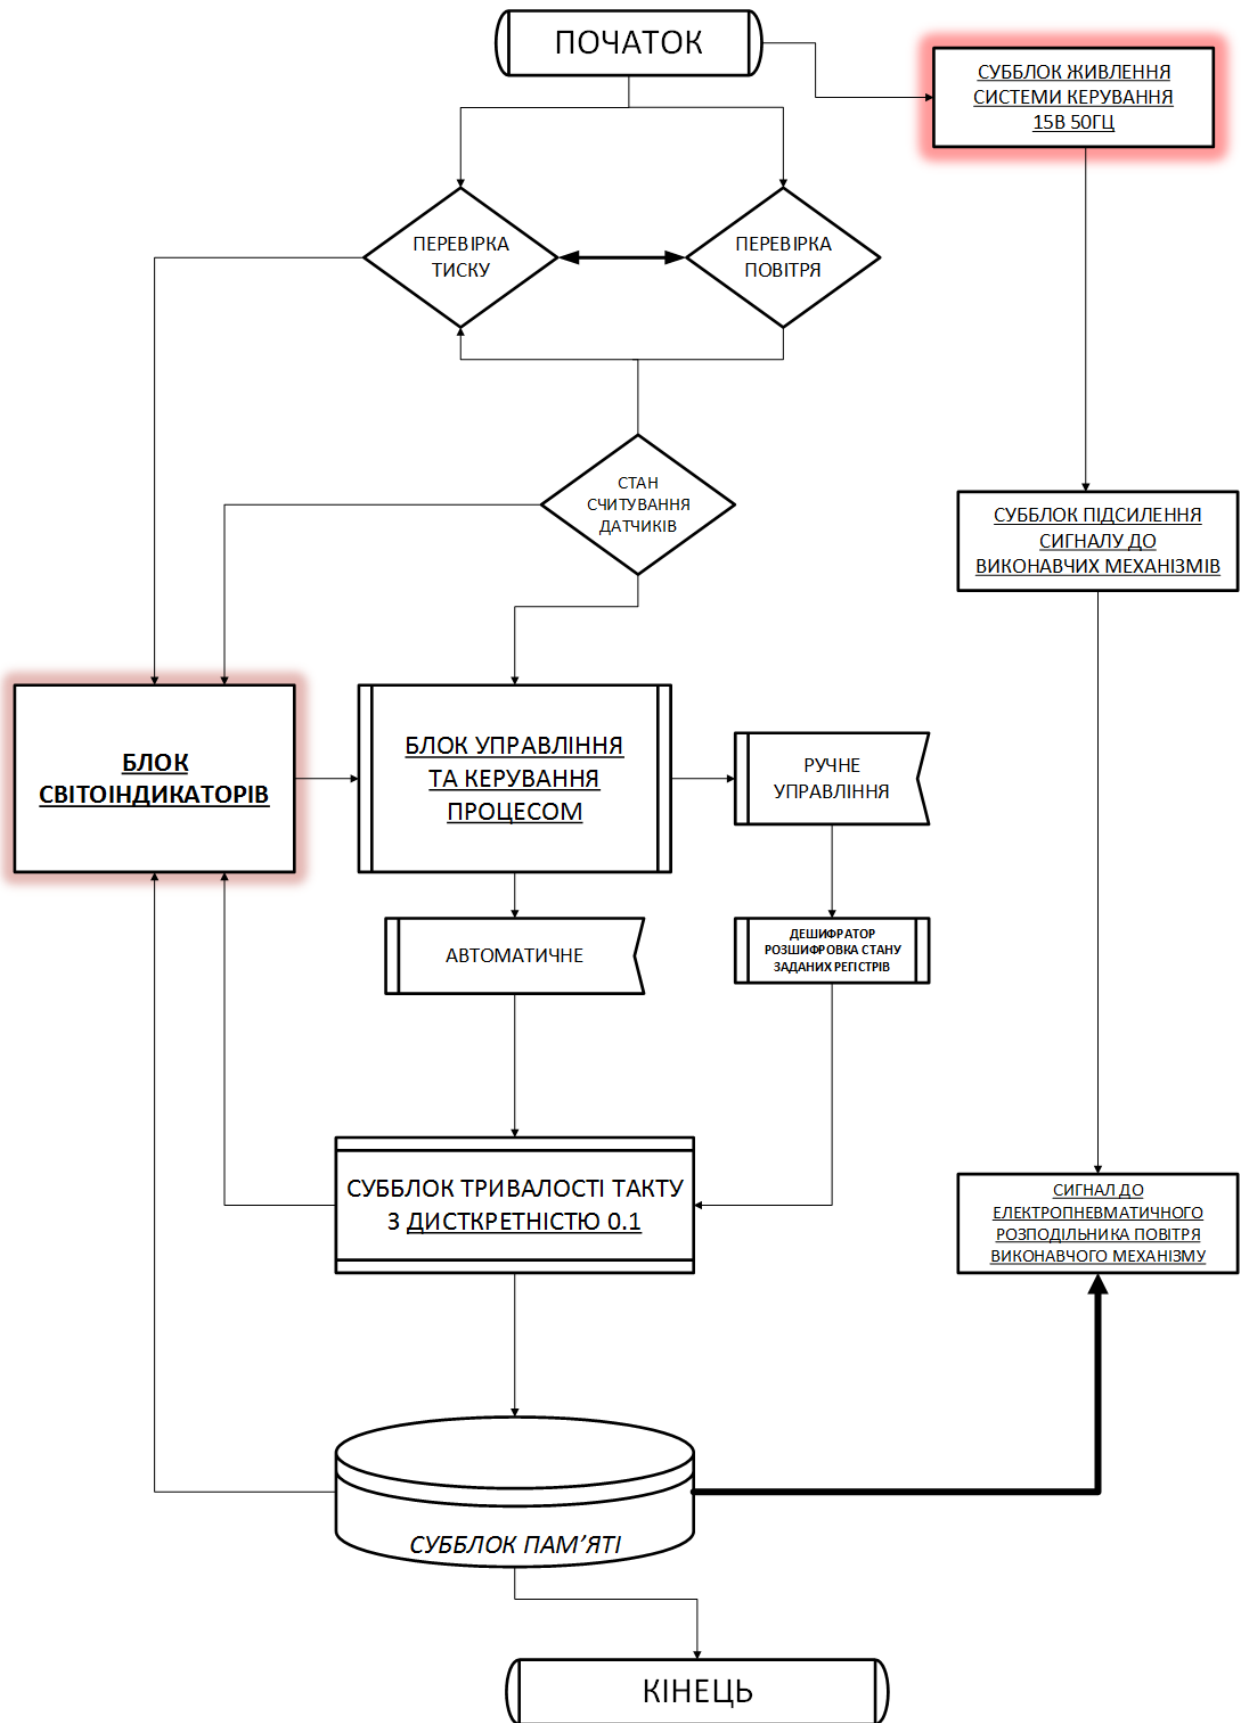 ПОЧАТОК
СУББЛОК ЖИВЛЕННЯ
СИСТЕМИ КЕРУВАННЯ
15В 50ГЦ
ПЕРЕВІРКА
ТИСКУ
ПЕРЕВІРКА
ПОВІТРЯ
СТАН
СЧИТУВАННЯ
ДАТЧИКІВ
СУББЛОК ПІДСИЛЕННЯ
СИГНАЛУ ДО
ВИКОНАВЧИХ МЕХАНІЗМІВ
БЛОК
СВІТОІНДИКАТОРІВ
БЛОК УПРАВЛІННЯ
ТА КЕРУВАННЯ
ПРОЦЕСОМ
РУЧНЕ
УПРАВЛІННЯ
АВТОМАТИЧНЕ
ДЕШИФРАТОР
РОЗШИФРОВКА СТАНУ
ЗАДАНИХ РЕГІСТРІВ
СУББЛОК ТРИВАЛОСТІ ТАКТУ
З ДИСТКРЕТНІСТЮ 0.1
СИГНАЛ ДО
ЕЛЕКТРОПНЕВМАТИЧНОГО
РОЗПОДІЛЬНИКА ПОВІТРЯ
ВИКОНАВЧОГО МЕХАНІЗМУ
СУББЛОК ПАМ’ЯТІ
КІНЕЦЬ